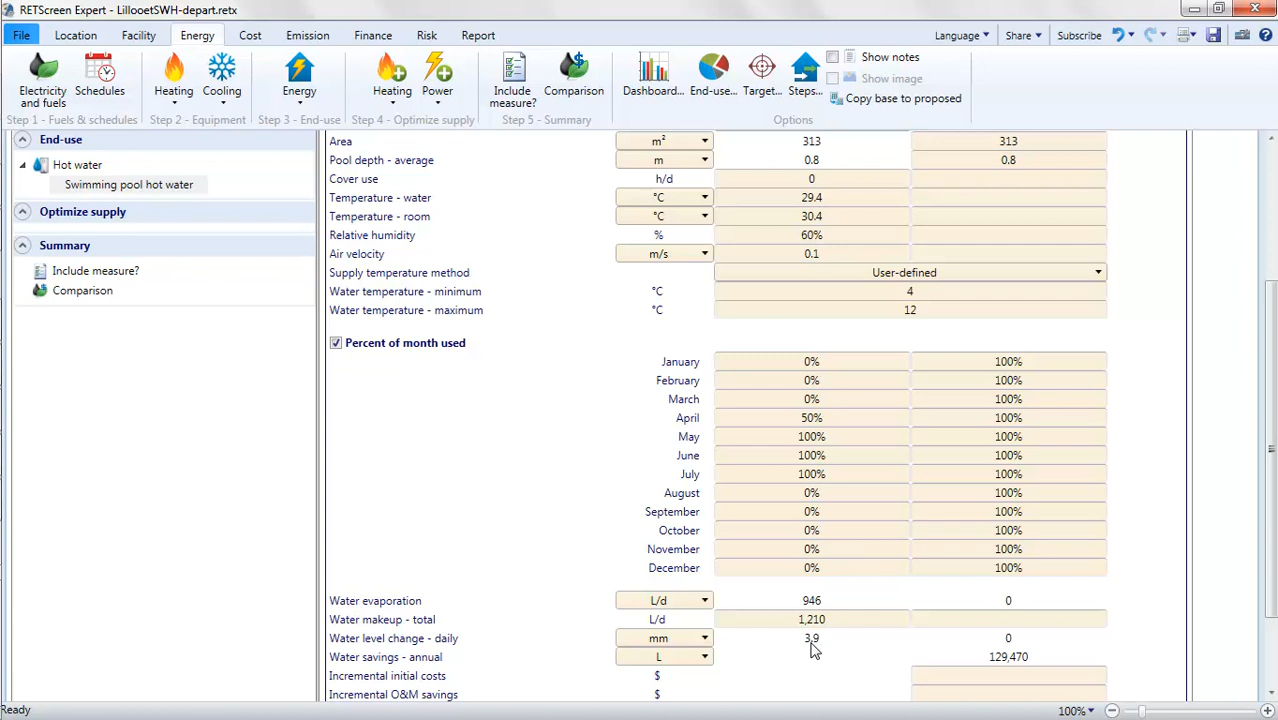 RETScreen Expert - LillooetSWH-depart.retx
File Location Facility Energy Cost Emission Finance Risk Report Language Share Subscribe
Electricity and fuels Schedules Heating Cooling Energy Heating Power Include measure? Comparison Dashboard... End-use... Target... Steps... Show notes
Show image
Copy base to proposed
Step 1 - Fuels & schedules Step 2 - Equipment Step 3 - End-use Step 4 - Optimize supply Step 5 - Summary Options
End-use
Hot water
Swimming pool hot water
Optimize supply
Summary
Include measure?
Comparison
Area m² 313 313
Pool depth - average m 0.8 0.8
Cover use h/d 0
Temperature - water °C 29.4
Temperature - room °C 30.4
Relative humidity % 60%
Air velocity m/s 0.1
Supply temperature method User-defined
Water temperature - minimum °C 4
Water temperature - maximum °C 12
Percent of month used
January 0% 100%
February 0% 100%
March 0% 100%
April 50% 100%
May 100% 100%
June 100% 100%
July 100% 100%
August 0% 100%
September 0% 100%
October 0% 100%
November 0% 100%
December 0% 100%
Water evaporation L/d 946 0
Water makeup - total L/d 1,210
Water level change - daily mm 3.9 0
Water savings - annual L 129,470
Incremental initial costs $
Incremental O&M savings $
Ready 100%